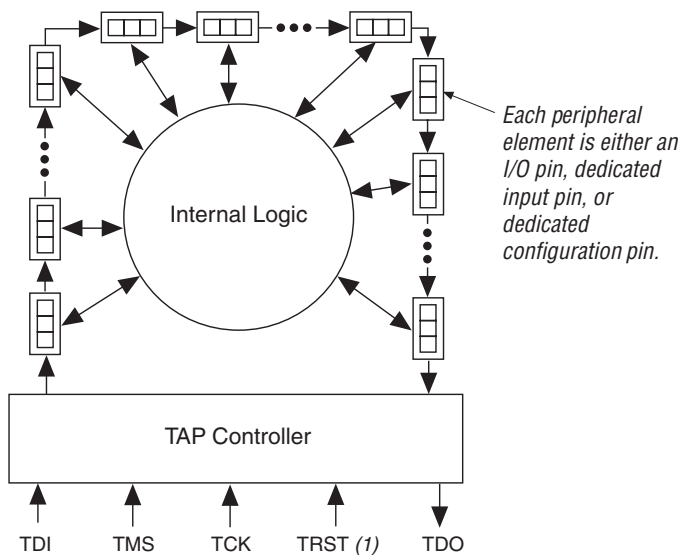 Each peripheral
element is either an
I/O pin, dedicated
input pin, or
dedicated
configuration pin.
Internal Logic
TAP Controller
TDI TMS TCK TRST (1) TDO